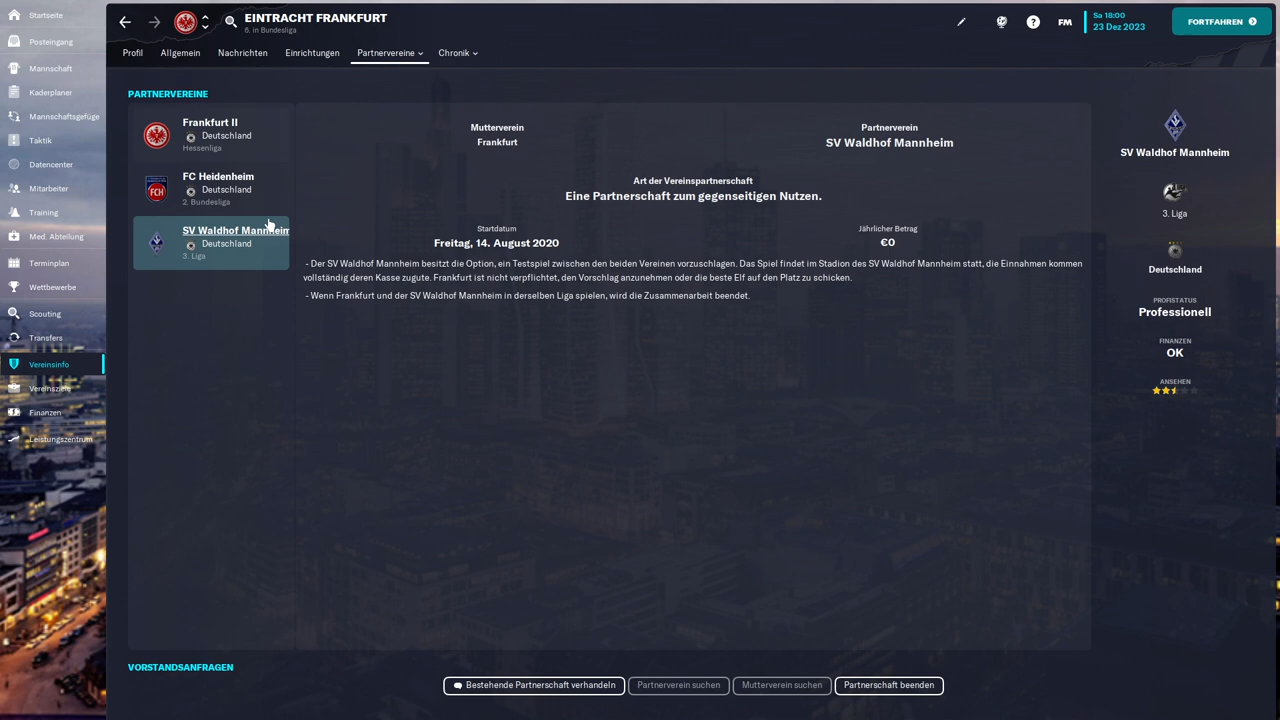 Startseite
Posteingang
Mannschaft
Kaderplaner
Mannschaftsgefüge
Taktik
Datencenter
Mitarbeiter
Training
Med. Abteilung
Terminplan
Wettbewerbe
Scouting
Transfers
Vereinsinfo
Vereinsziele
Finanzen
Leistungszentrum
EINTRACHT FRANKFURT
6. in Bundesliga
FM
Sa 18:00
23 Dez 2023
FORTFAHREN
Profil Allgemein Nachrichten Einrichtungen Partnervereine Chronik
PARTNERVEREINE
Frankfurt II
Deutschland
Hessenliga
FC Heidenheim
Deutschland
2. Bundesliga
SV Waldhof Mannheim
Deutschland
3. Liga
Mutterverein
Frankfurt
Partnerverein
SV Waldhof Mannheim
Art der Vereinspartnerschaft
Eine Partnerschaft zum gegenseitigen Nutzen.
Startdatum
Freitag, 14. August 2020
Jährlicher Betrag
€0
- Der SV Waldhof Mannheim besitzt die Option, ein Testspiel zwischen den beiden Vereinen vorzuschlagen. Das Spiel findet im Stadion des SV Waldhof Mannheim statt, die Einnahmen kommen
vollständig deren Kasse zugute. Frankfurt ist nicht verpflichtet, den Vorschlag anzunehmen oder die beste Elf auf den Platz zu schicken.
- Wenn Frankfurt und der SV Waldhof Mannheim in derselben Liga spielen, wird die Zusammenarbeit beendet.
SV Waldhof Mannheim
3. Liga
Deutschland
PROFISTATUS
Professionell
FINANZEN
OK
ANSEHEN
VORSTANDSANFRAGEN
Bestehende Partnerschaft verhandeln Partnerverein suchen Mutterverein suchen Partnerschaft beenden